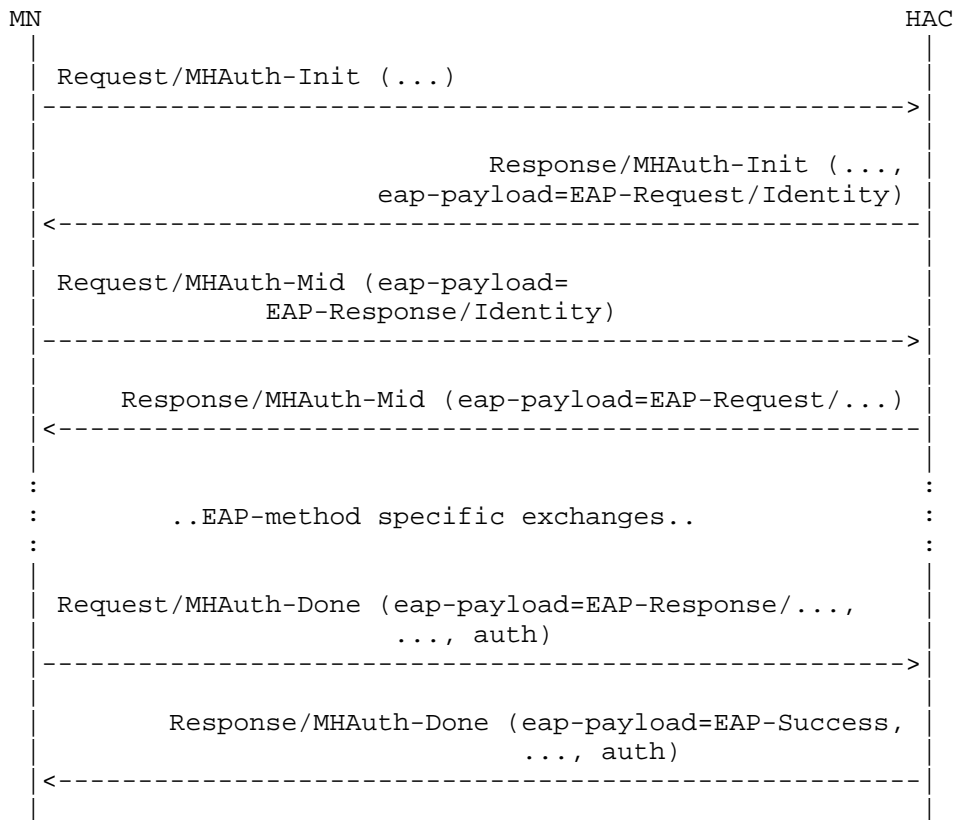 MN HAC
Request/MHAuth-Init (...)
Response/MHAuth-Init (...,
eap-payload=EAP-Request/Identity)
Request/MHAuth-Mid (eap-payload=
EAP-Response/Identity)
Response/MHAuth-Mid (eap-payload=EAP-Request/...)
..EAP-method specific exchanges..
Request/MHAuth-Done (eap-payload=EAP-Response/...,
..., auth)
Response/MHAuth-Done (eap-payload=EAP-Success,
..., auth)